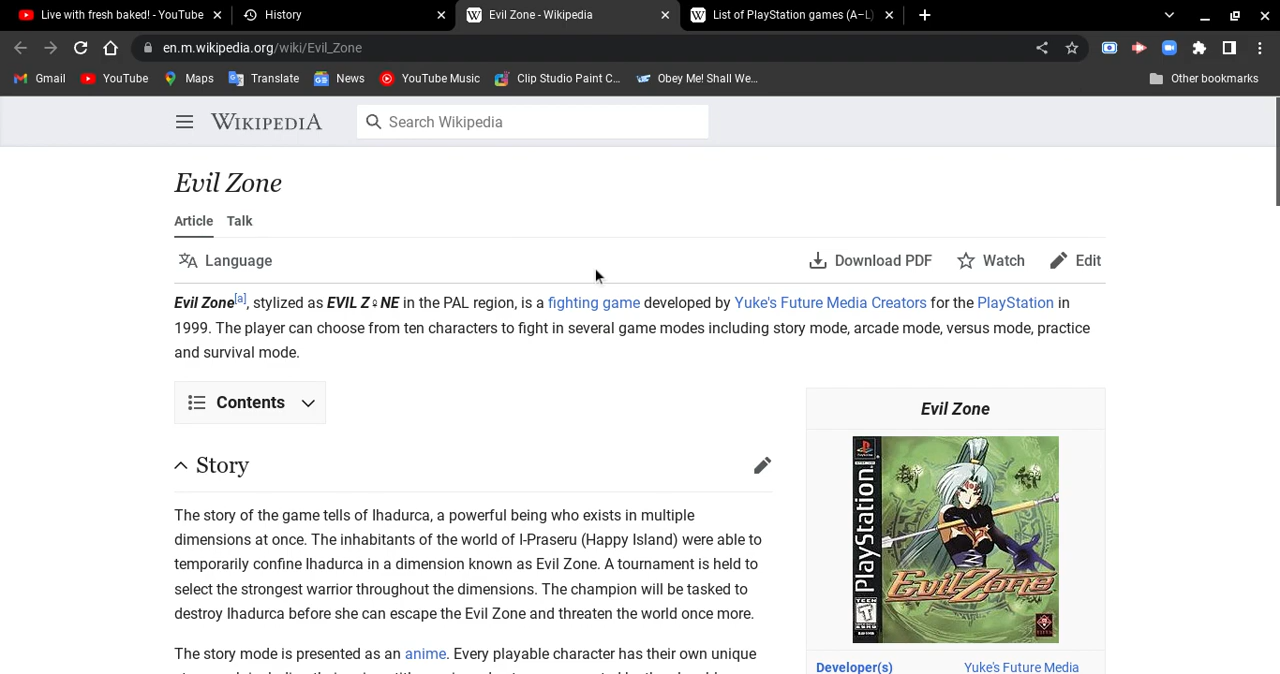 Live with fresh baked! - YouTube
History
Evil Zone - Wikipedia
List of PlayStation games (A–L)
en.m.wikipedia.org/wiki/Evil_Zone
Gmail
YouTube
Maps
Translate
News
YouTube Music
Clip Studio Paint C...
Obey Me! Shall We...
Other bookmarks
WIKIPEDIA
Search Wikipedia
Evil Zone
Article Talk
Language
Download PDF
Watch
Edit
Evil Zone[a], stylized as EVIL Z♀NE in the PAL region, is a fighting game developed by Yuke's Future Media Creators for the PlayStation in
1999. The player can choose from ten characters to fight in several game modes including story mode, arcade mode, versus mode, practice
and survival mode.
Contents
Evil Zone
PlayStation
Evil Zone
TEEN
T
Story
The story of the game tells of Ihadurca, a powerful being who exists in multiple
dimensions at once. The inhabitants of the world of I-Praseru (Happy Island) were able to
temporarily confine Ihadurca in a dimension known as Evil Zone. A tournament is held to
select the strongest warrior throughout the dimensions. The champion will be tasked to
destroy Ihadurca before she can escape the Evil Zone and threaten the world once more.
The story mode is presented as an anime. Every playable character has their own unique
Developer(s) Yuke's Future Media